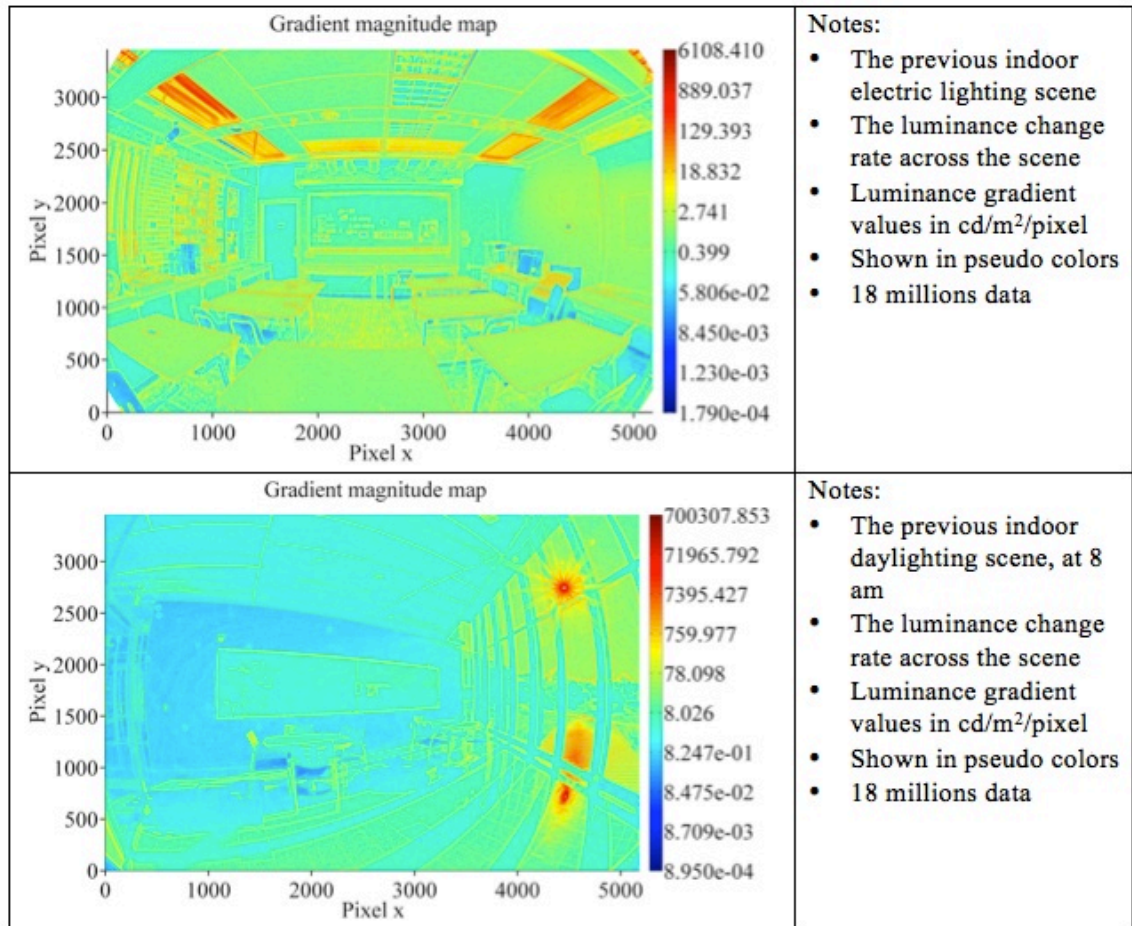 Gradient magnitude map
6108.410
889.037
129.393
18.832
2.741
0.399
5.806e-02
8.450e-03
1.230e-03
1.790e-04
3000
2500
2000
1500
1000
500
0
Pixel y
0 1000 2000 3000 4000 5000
Pixel x
Notes:
• The previous indoor
electric lighting scene
• The luminance change
rate across the scene
• Luminance gradient
values in cd/m²/pixel
• Shown in pseudo colors
• 18 millions data
Gradient magnitude map
700307.853
71965.792
7395.427
759.977
78.098
8.026
8.247e-01
8.475e-02
8.709e-03
8.950e-04
3000
2500
2000
1500
1000
500
0
Pixel y
0 1000 2000 3000 4000 5000
Pixel x
Notes:
• The previous indoor
daylighting scene, at 8
am
• The luminance change
rate across the scene
• Luminance gradient
values in cd/m²/pixel
• Shown in pseudo colors
• 18 millions data